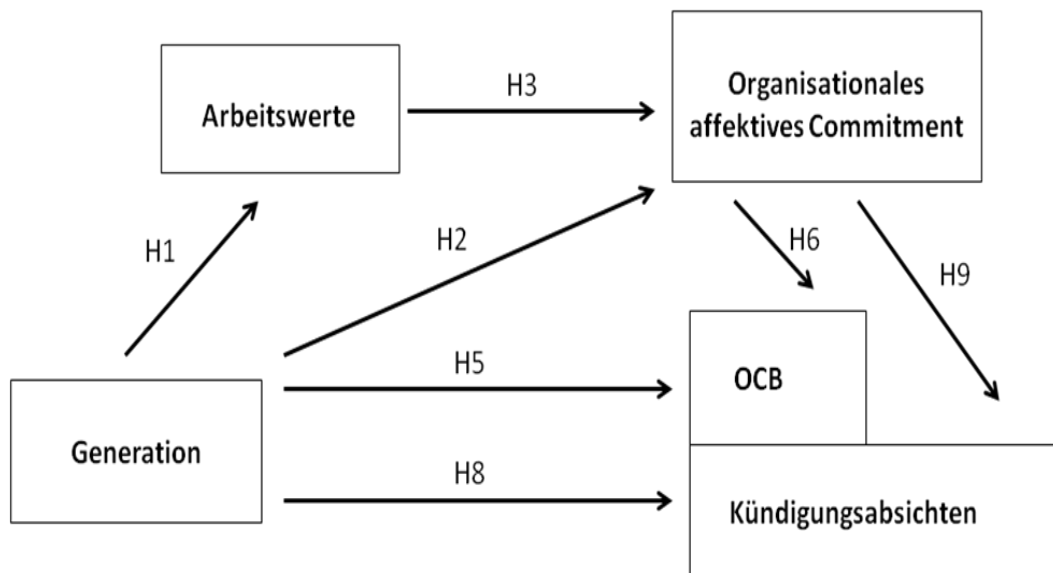 Arbeitswerte
H3
Organisationales
affektives Commitment
H1
H2
H6
H9
H5
OCB
Generation
H8
Kündigungsabsichten